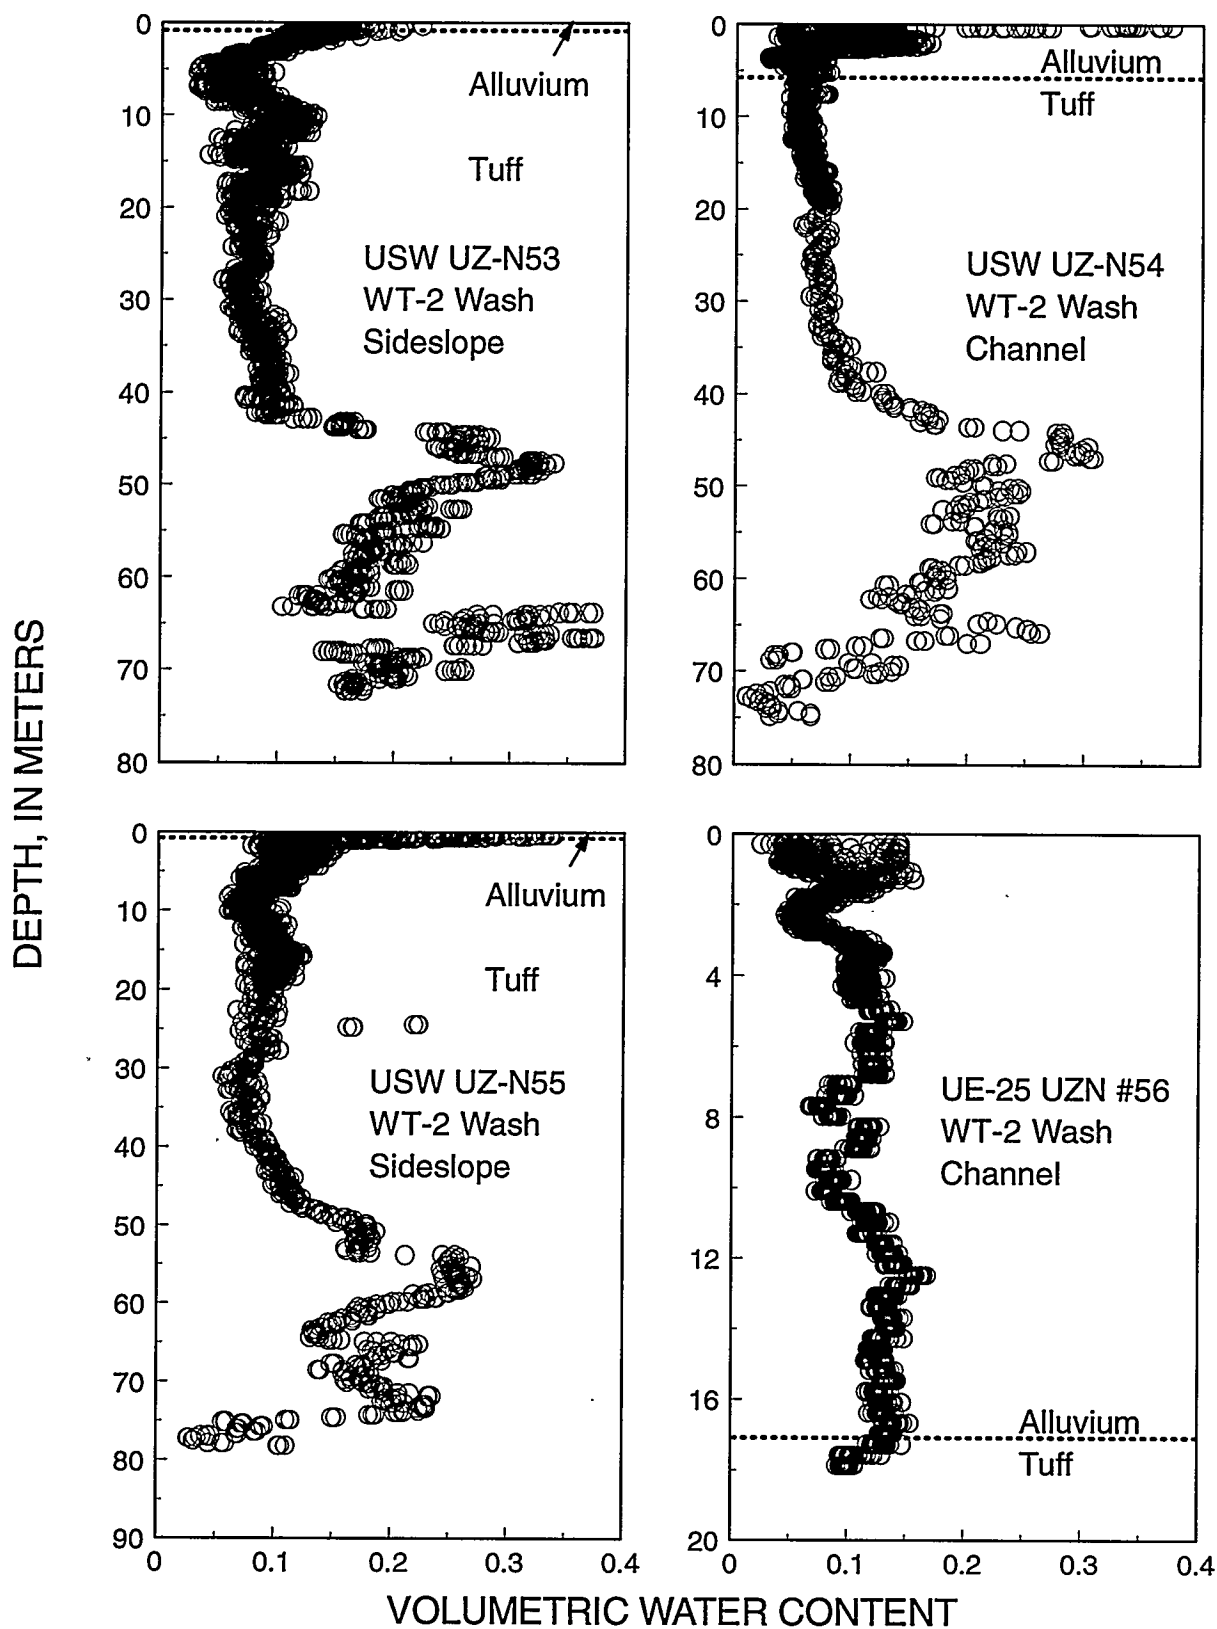 0
10
20
30
40
50
60
70
80
Alluvium
Tuff
USW UZ-N53
WT-2 Wash
Sideslope
0
10
20
30
40
50
60
70
80
Alluvium
Tuff
USW UZ-N54
WT-2 Wash
Channel
DEPTH, IN METERS
0
10
20
30
40
50
60
70
80
90
Alluvium
Tuff
USW UZ-N55
WT-2 Wash
Sideslope
0 0.1 0.2 0.3 0.4
0
4
8
12
16
20
UE-25 UZN #56
WT-2 Wash
Channel
Alluvium
Tuff
0 0.1 0.2 0.3 0.4
VOLUMETRIC WATER CONTENT